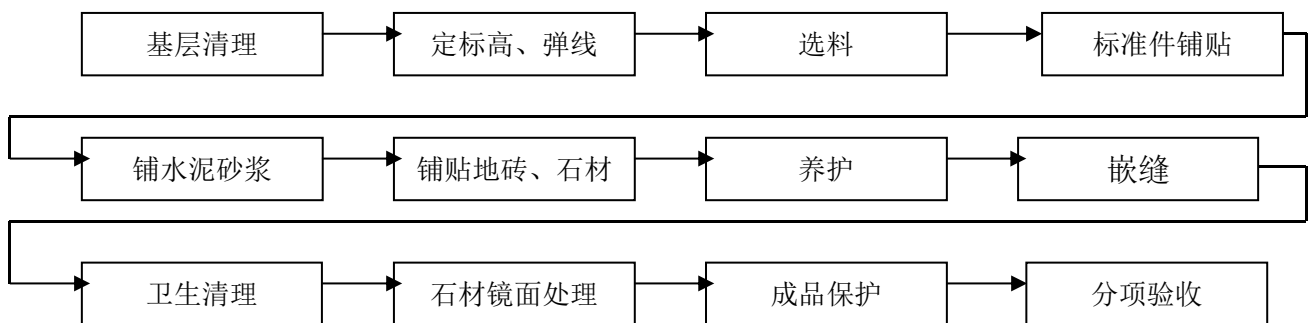 基层清理
定标高、弹线
选料
标准件铺贴
铺水泥砂浆
铺贴地砖、石材
养护
嵌缝
卫生清理
石材镜面处理
成品保护
分项验收